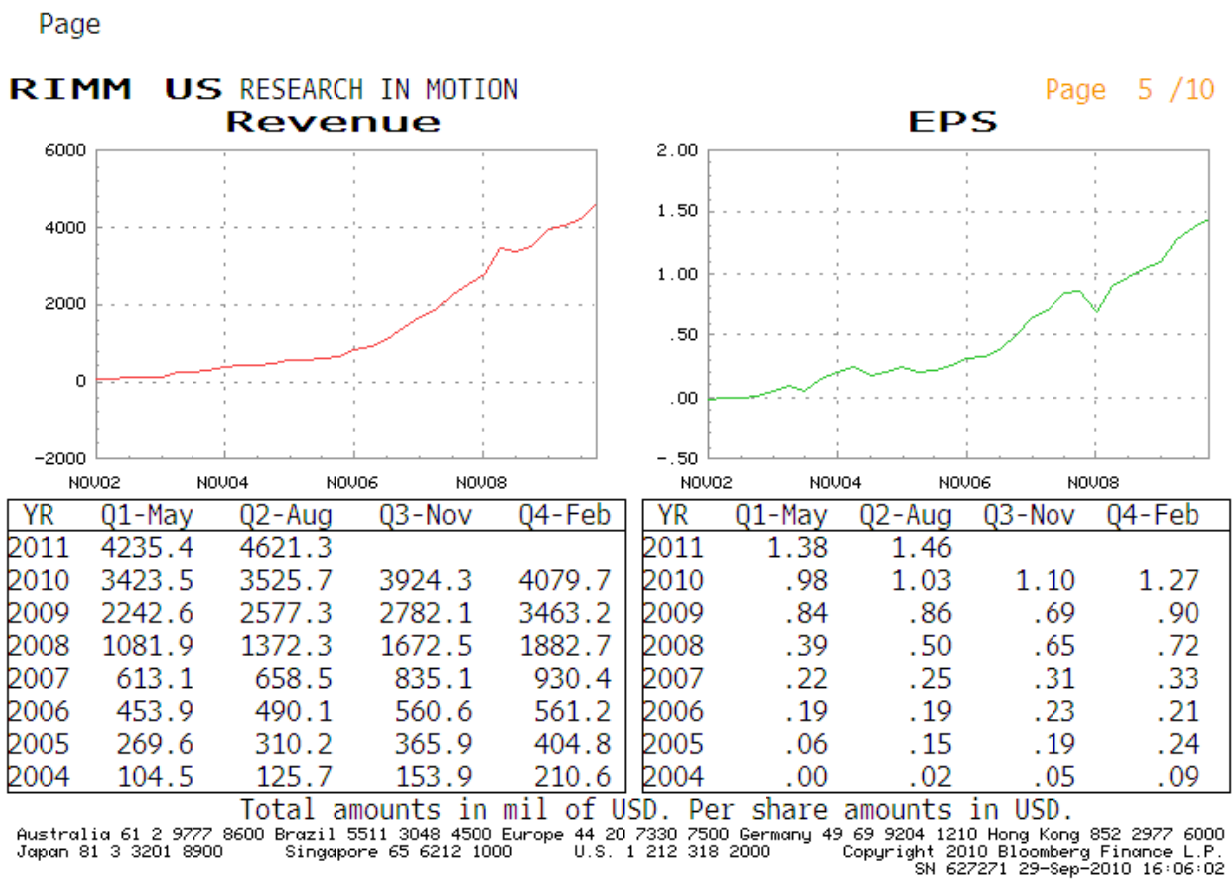 Page
RIMM US RESEARCH IN MOTION Page 5 /10
Revenue EPS
6000
4000
2000
0
-2000
NOV02 NOV04 NOV06 NOV08
2.00
1.50
1.00
.50
.00
-.50
NOV02 NOV04 NOV06 NOV08
YR Q1-May Q2-Aug Q3-Nov Q4-Feb
2011 4235.4 4621.3
2010 3423.5 3525.7 3924.3 4079.7
2009 2242.6 2577.3 2782.1 3463.2
2008 1081.9 1372.3 1672.5 1882.7
2007 613.1 658.5 835.1 930.4
2006 453.9 490.1 560.6 561.2
2005 269.6 310.2 365.9 404.8
2004 104.5 125.7 153.9 210.6
YR Q1-May Q2-Aug Q3-Nov Q4-Feb
2011 1.38 1.46
2010 .98 1.03 1.10 1.27
2009 .84 .86 .69 .90
2008 .39 .50 .65 .72
2007 .22 .25 .31 .33
2006 .19 .19 .23 .21
2005 .06 .15 .19 .24
2004 .00 .02 .05 .09
Total amounts in mil of USD. Per share amounts in USD.
Australia 61 2 9777 8600 Brazil 5511 3048 4500 Europe 44 20 7330 7500 Germany 49 69 9204 1210 Hong Kong 852 2977 6000
Japan 81 3 3201 8900 Singapore 65 6212 1000 U.S. 1 212 318 2000 Copyright 2010 Bloomberg Finance L.P.
SN 627271 29-Sep-2010 16:06:02